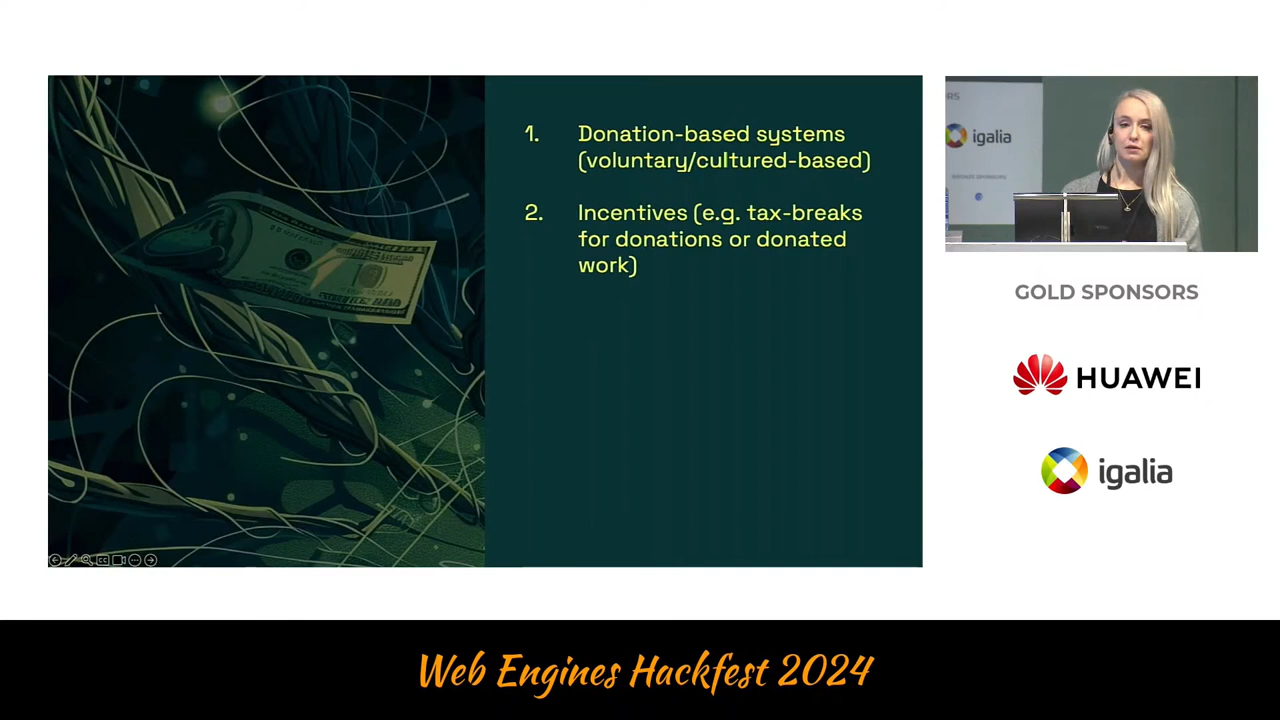 1. Donation-based systems
(voluntary/cultured-based)
2. Incentives (e.g. tax-breaks
for donations or donated
work)
igalia
GOLD SPONSORS
HUAWEI
igalia
Web Engines Hackfest 2024